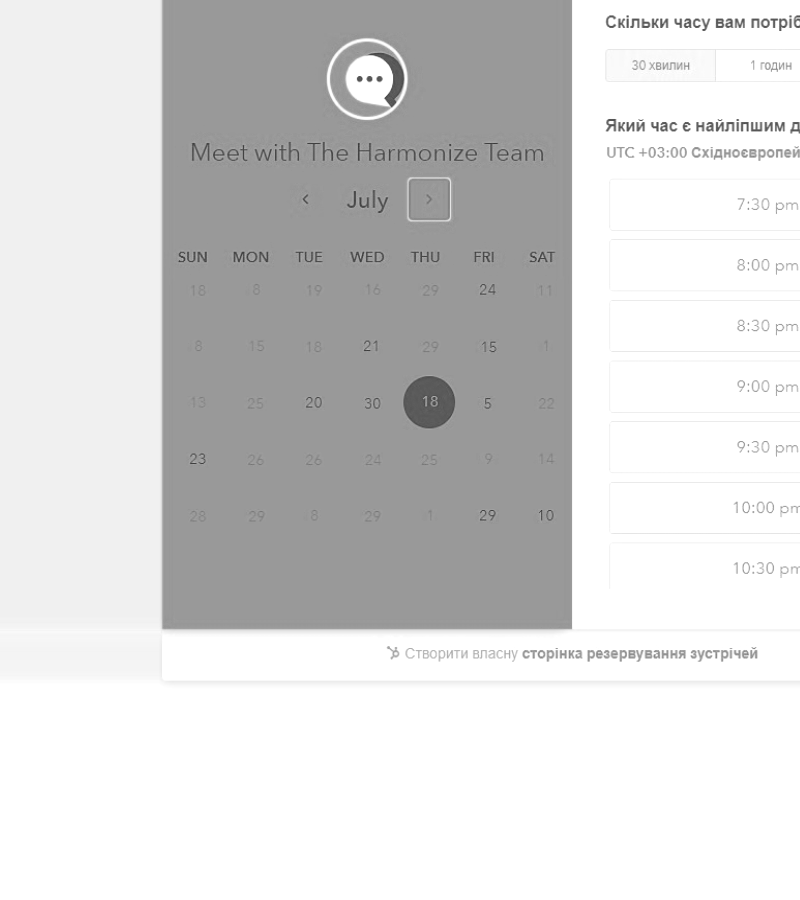 Meet with The Harmonize Team
July
SUN MON TUE WED THU FRI SAT
18 8 19 16 29 24 11
8 15 18 21 29 15 1
13 25 20 30 18 5 22
23 26 26 24 25 9 14
28 29 8 29 1 29 10
Скільки часу вам
30 хвилин 1 годин
Який час є найліпшим
UTC +03:00
7:30 pm
8:00 pm
8:30 pm
9:00 pm
9:30 pm
10:00 pm
10:30 pm
Створити власну сторінка резервування зустрічей